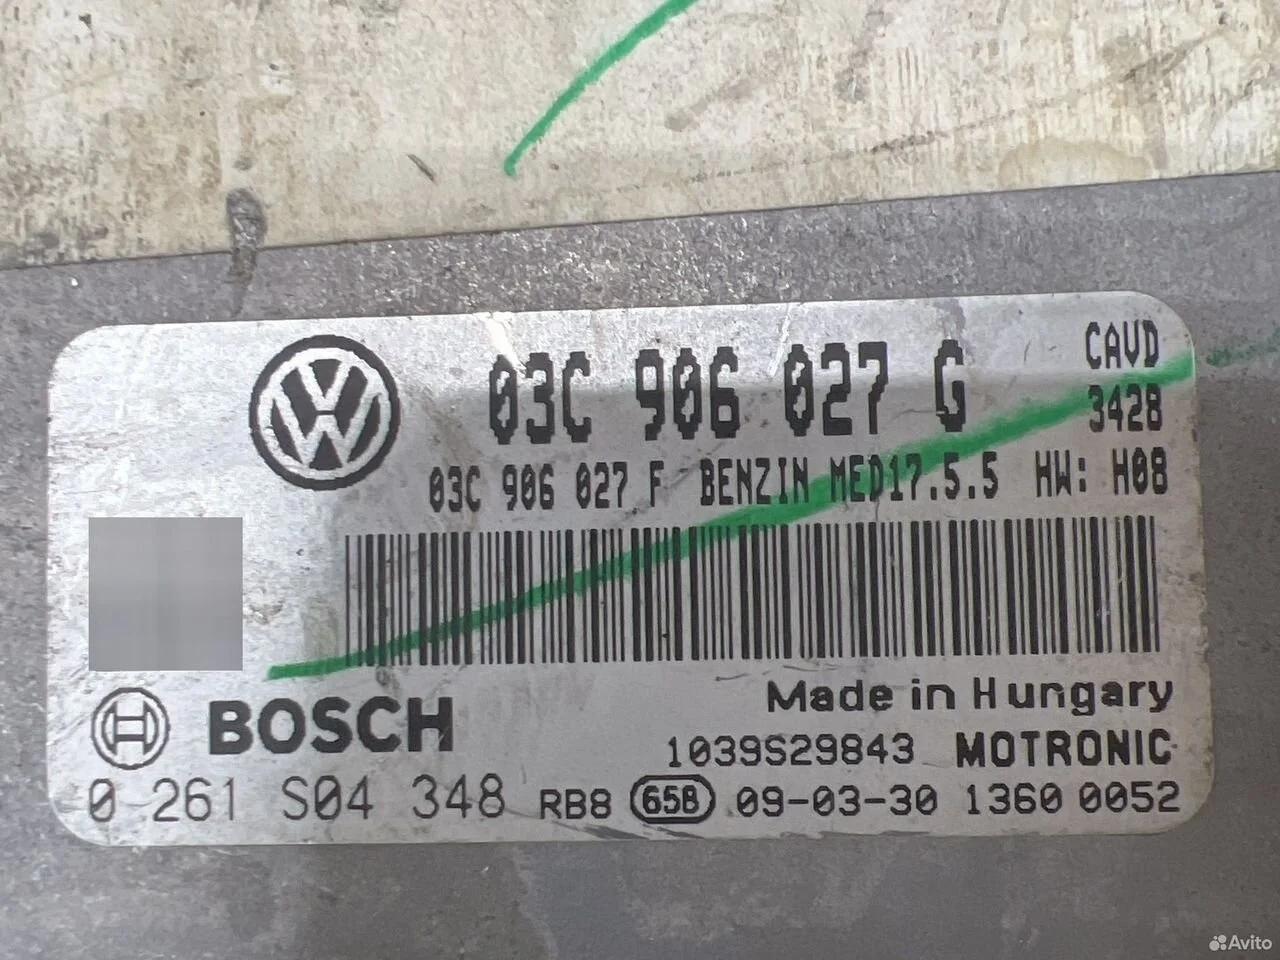 03C 906 027 G
CAVD
3428
03C 906 027 F BENZIN MED17.5.5 HW: H08
Made in Hungary
BOSCH
1039S29843 MOTRONIC
0 261 S04 348 RB8 65B 09-03-30 1360 0052
Avito